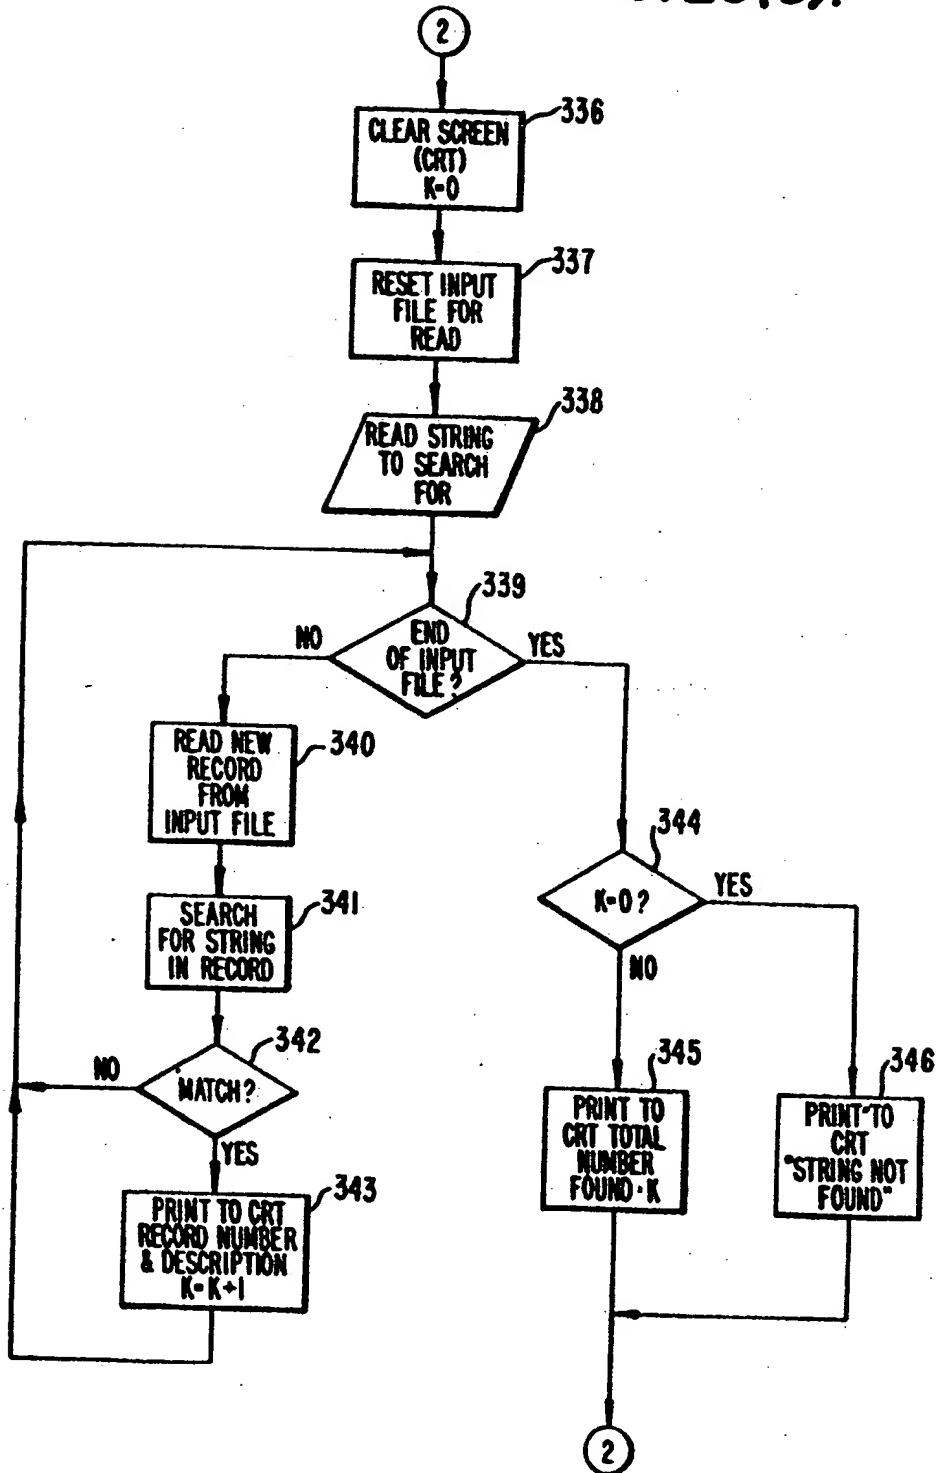 2
336
CLEAR SCREEN
(CRT)
K=0
337
RESET INPUT
FILE FOR
READ
338
READ STRING
TO SEARCH
FOR
339
END
OF INPUT
FILE?
NO
YES
READ NEW
RECORD
FROM
INPUT FILE
340
SEARCH
FOR STRING
IN RECORD
341
MATCH?
342
NO
YES
PRINT TO CRT
RECORD NUMBER
& DESCRIPTION
K=K+1
343
344
K=0?
YES
NO
345
PRINT TO
CRT TOTAL
NUMBER
FOUND=K
346
PRINT TO
CRT
"STRING NOT
FOUND"
2